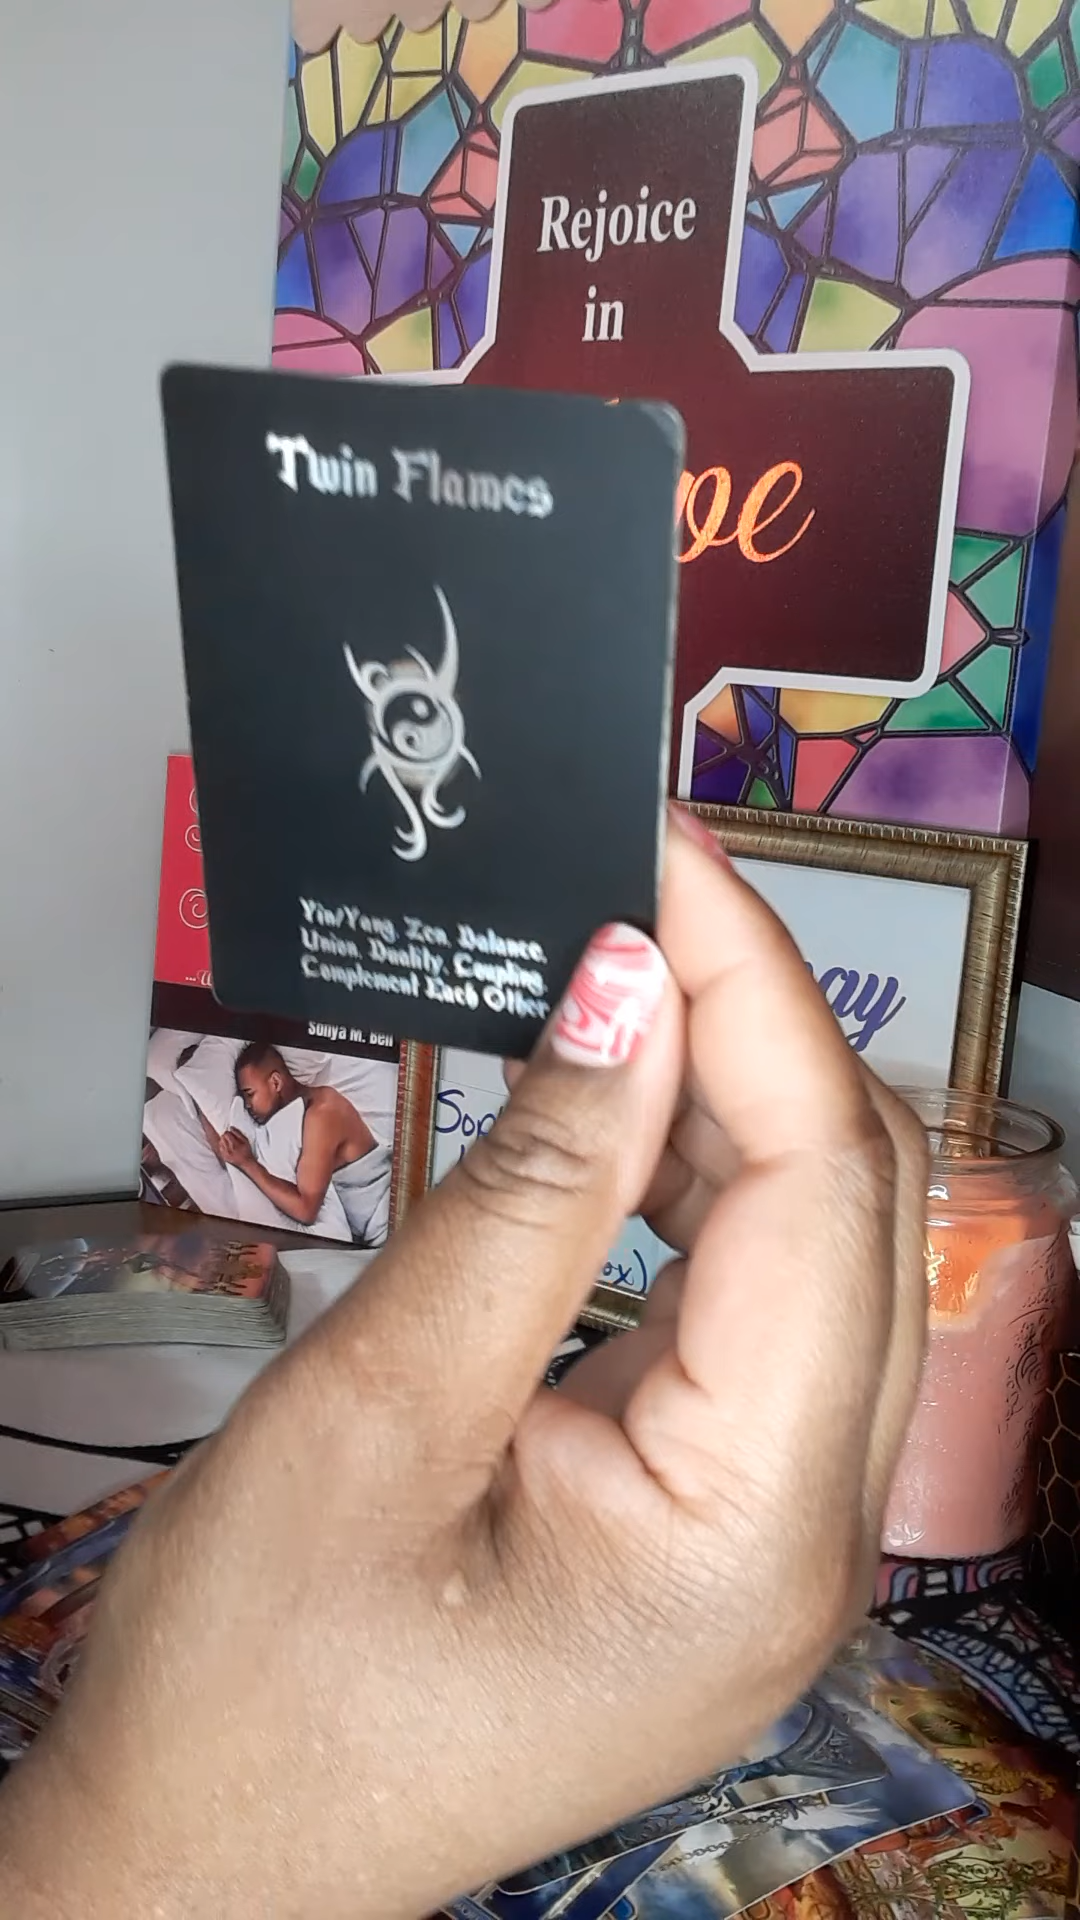 Rejoice
in
Twin Flames
Yin/Yang, Zen, Balance,
Union, Duality, Coupling,
Complement Each Other
Sonya M. Bell